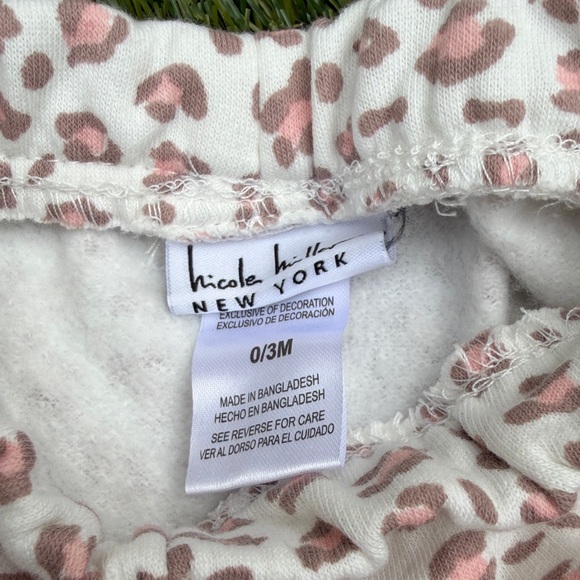 nicole miller
NEW YORK
EXCLUSIVE OF DECORATION
EXCLUSIVO DE DECORACIÓN
0/3M
MADE IN BANGLADESH
HECHO EN BANGLADESH
SEE REVERSE FOR CARE
VER AL DORSO PARA EL CUIDADO